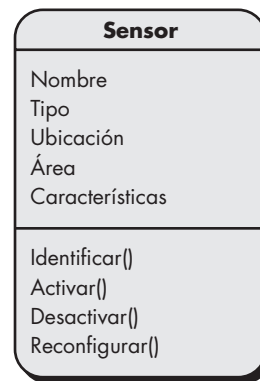 Sensor
Nombre
Tipo
Ubicación
Área
Características
Identificar()
Activar()
Desactivar()
Reconfigurar()